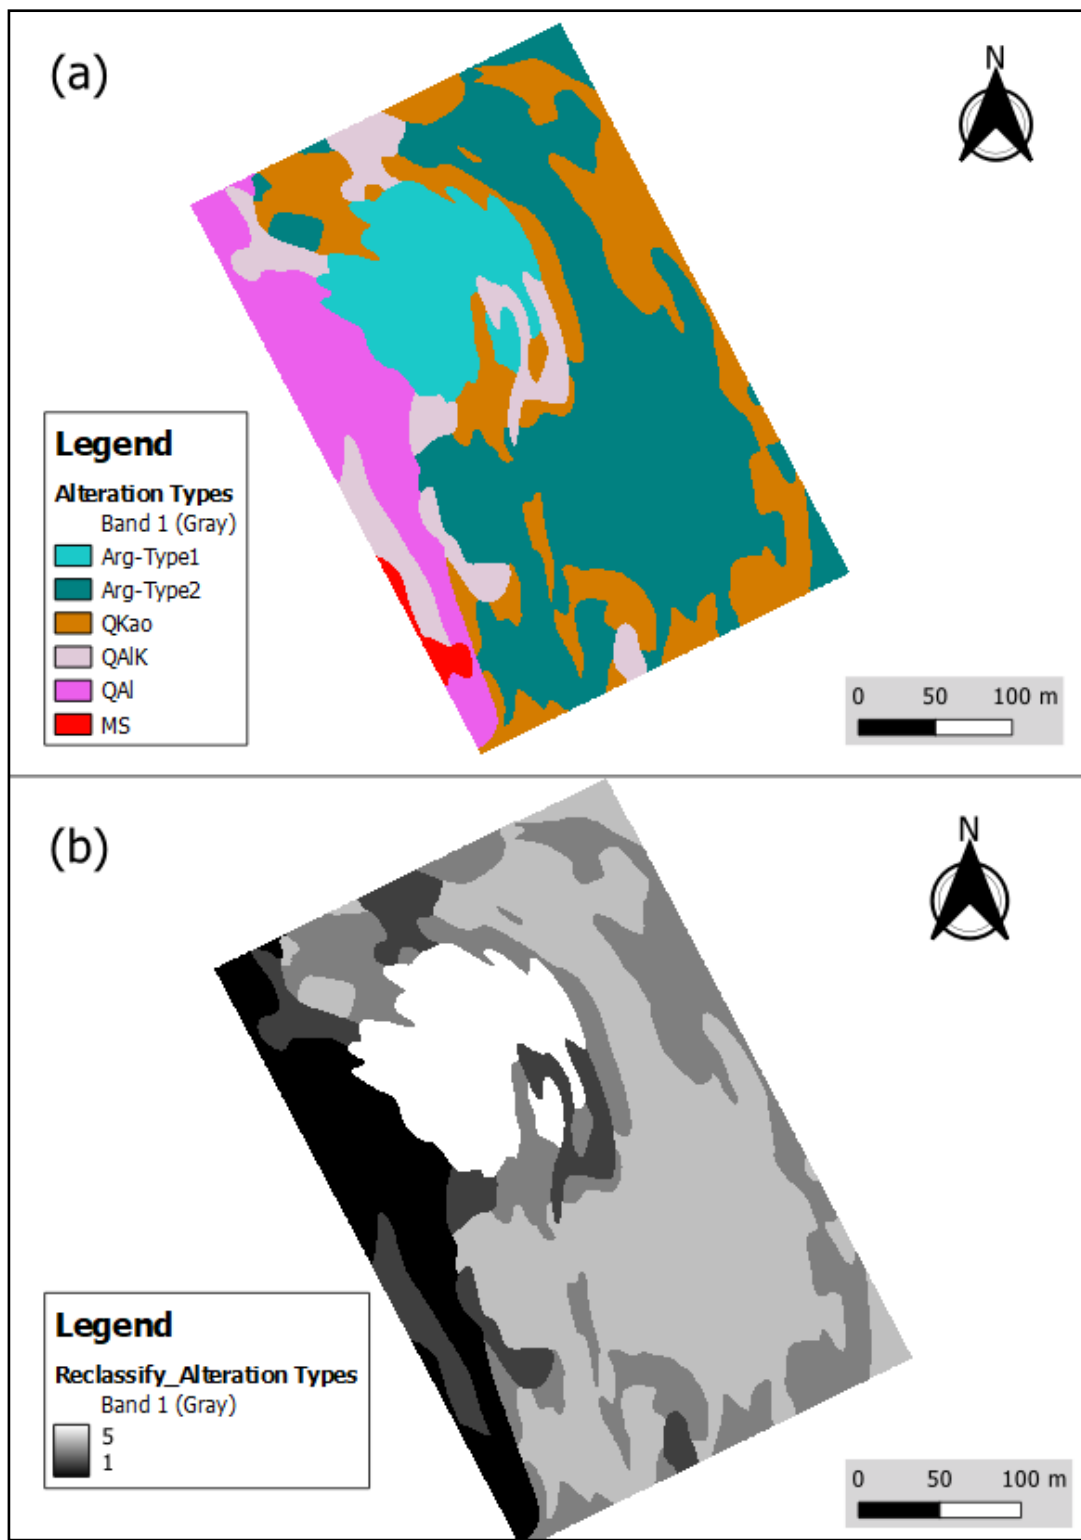 (a)
N
Legend
Alteration Types
Band 1 (Gray)
Arg-Type1
Arg-Type2
QKao
QAlK
QAl
MS
0 50 100 m
(b)
N
Legend
Reclassify_Alteration Types
Band 1 (Gray)
5
1
0 50 100 m